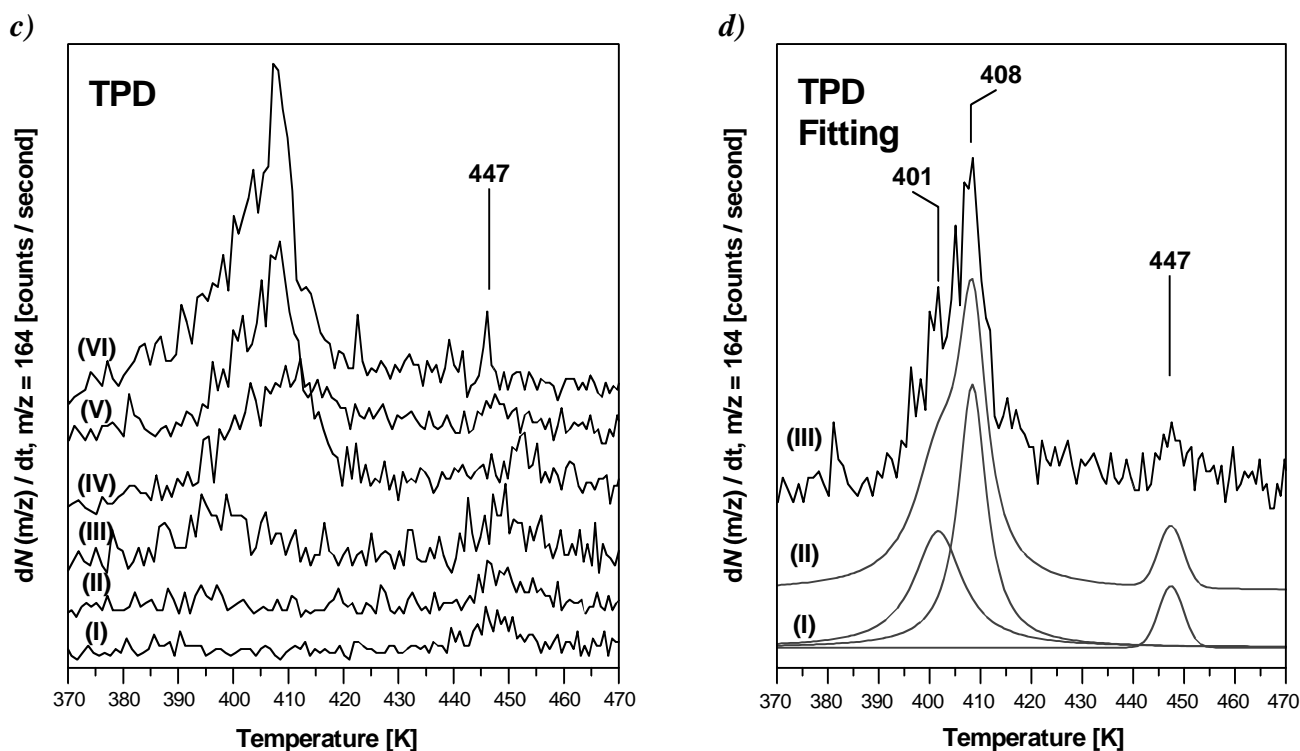 c)
TPD
447
(VI)
(V)
(IV)
(III)
(II)
(I)
dN (m/z) / dt, m/z = 164 [counts / second]
370 380 390 400 410 420 430 440 450 460 470
Temperature [K]
d)
TPD
Fitting
408
401
447
(III)
(II)
(I)
dN (m/z) / dt, m/z = 164 [counts / second]
370 380 390 400 410 420 430 440 450 460 470
Temperature [K]